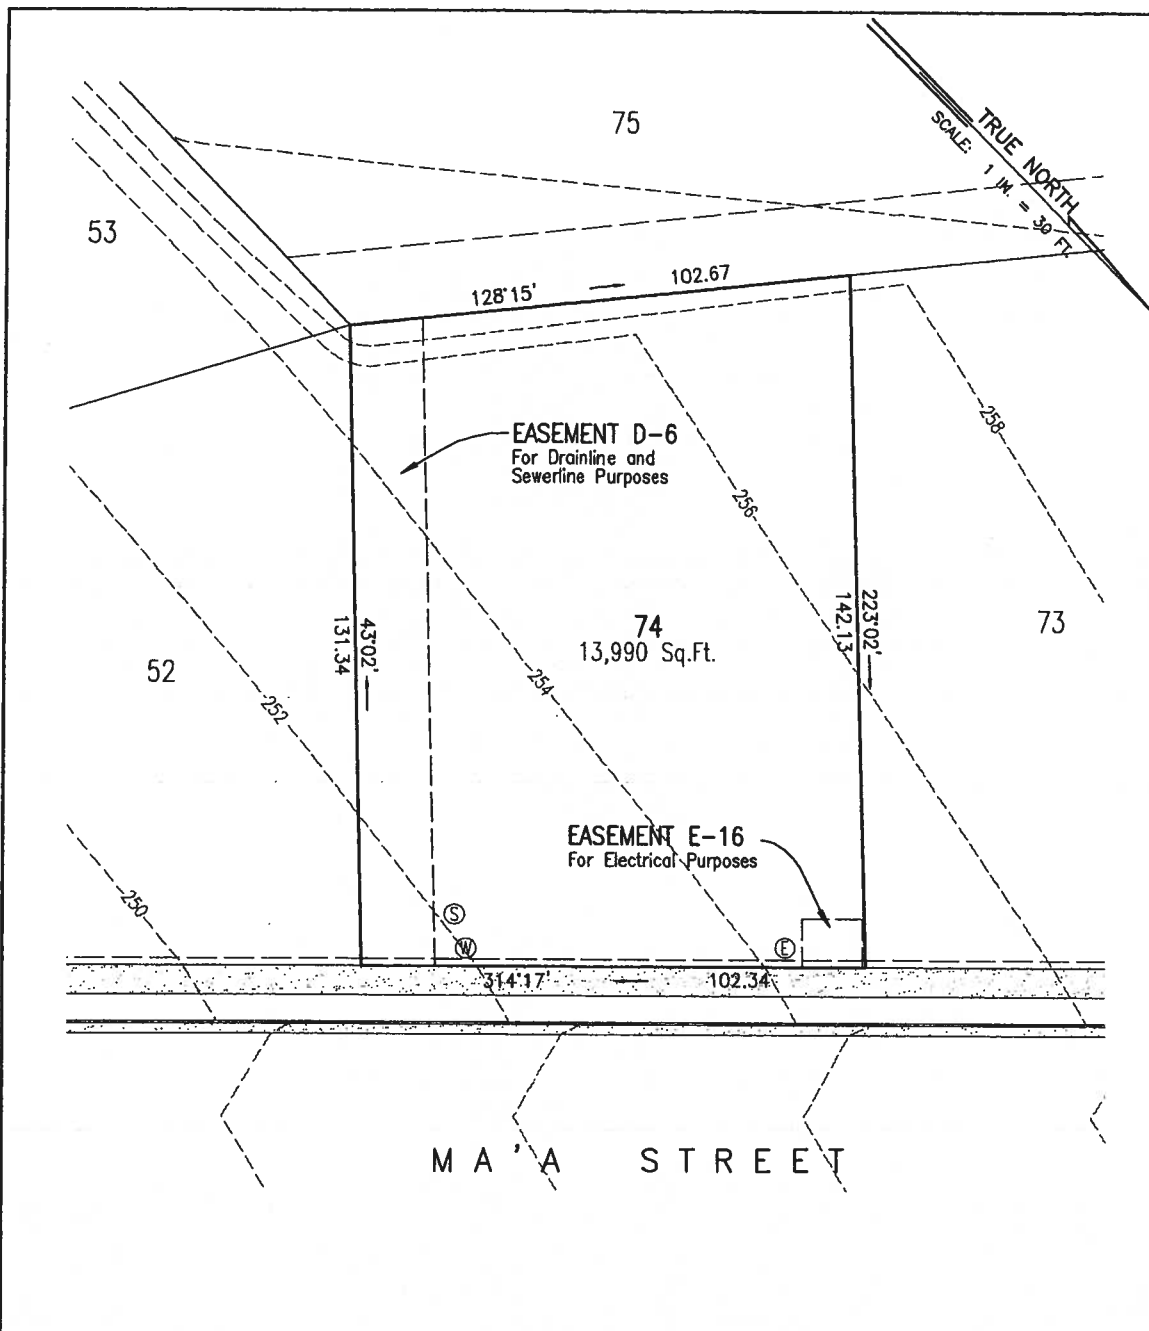 75
TRUE NORTH
SCALE: 1 IN. = 30 FT.
53
128°15' 102.67
258
EASEMENT D-6
For Drainline and
Sewerline Purposes
256
43°02'
131.34
74
13,990 Sq.Ft.
223°02'
142.13
73
52
254
252
EASEMENT E-16
For Electrical Purposes
250
S
W
E
314°17' 102.34
MA'A STREET